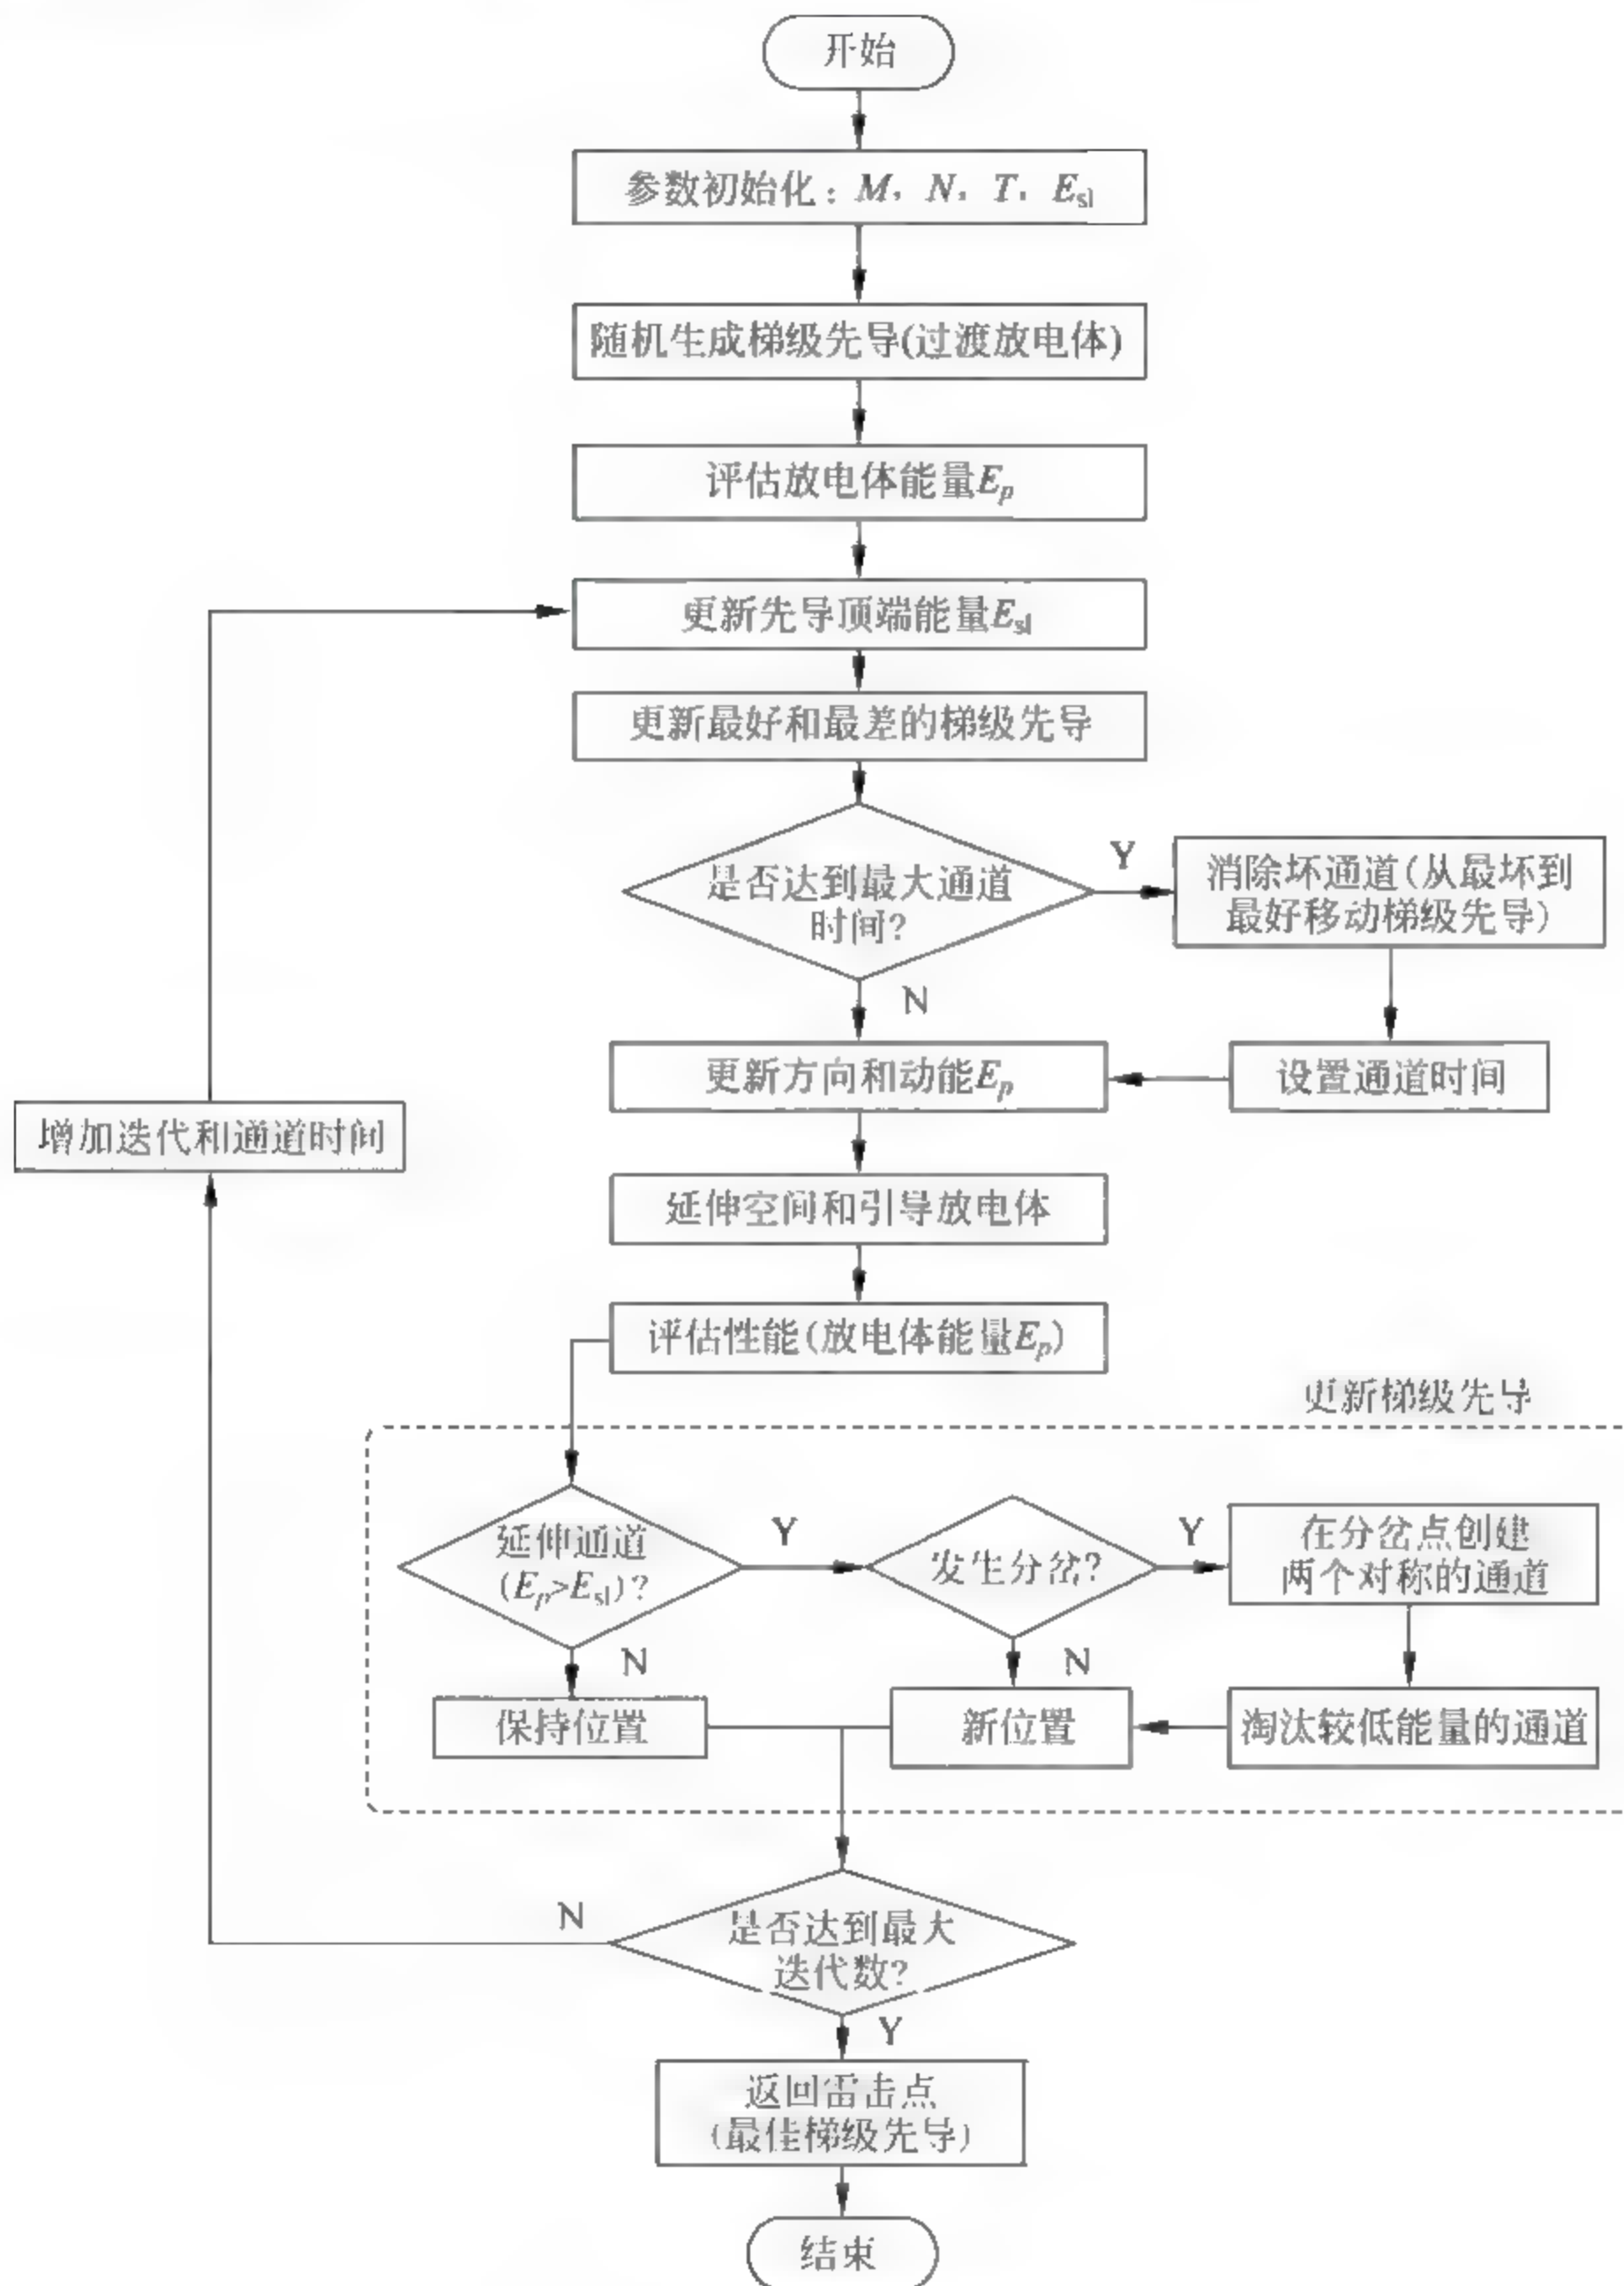 开始
参数初始化：M，N，T，E_sl
随机生成梯级先导(过渡放电体)
评估放电体能量E_p
更新先导顶端能量E_sl
更新最好和最差的梯级先导
是否达到最大通道
时间?
Y
消除坏通道(从最坏到
最好移动梯级先导)
N
更新方向和动能E_p
设置通道时间
增加迭代和通道时间
延伸空间和引导放电体
评估性能(放电体能量E_p)
更新梯级先导
延伸通道
(E_p>E_sl)?
Y
发生分岔?
Y
在分岔点创建
两个对称的通道
N
N
保持位置
新位置
淘汰较低能量的通道
N
是否达到最大
迭代数?
Y
返回雷击点
(最佳梯级先导)
结束